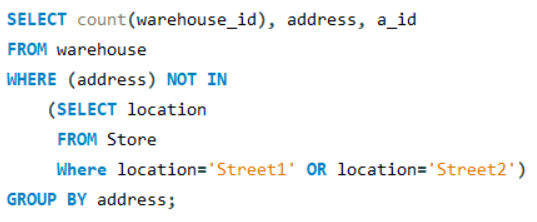 SELECT count(warehouse_id), address, a_id
FROM warehouse
WHERE (address) NOT IN
(SELECT location
FROM Store
Where location='Street1' OR location='Street2')
GROUP BY address;